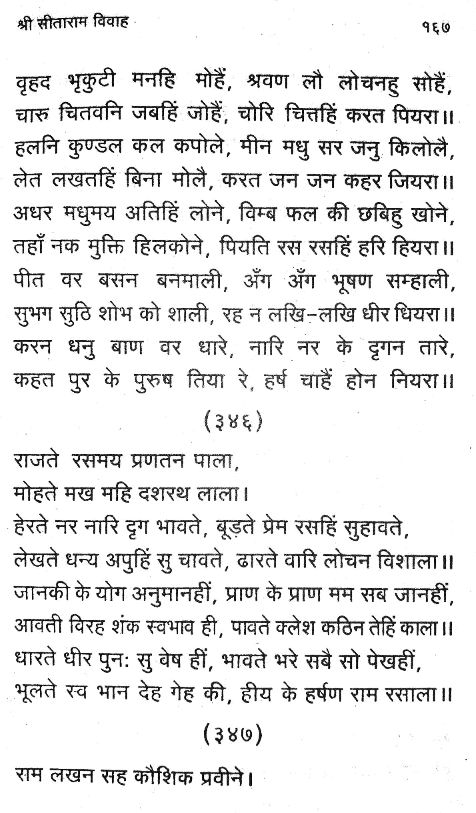 श्री सीताराम विवाह १६७
वृहद भृकुटी मनहि मोहैं, श्रवण लौ लोचनहु सोहैं,
चारु चितवनि जबहिं जोहैं, चोरि चित्तहिं करत पियरा॥
हलनि कुण्डल कल कपोले, मीन मधु सर जनु किलोलै,
लेत लखतहिं बिना मोलै, करत जन जन कहर जियरा॥
अधर मधुमय अतिहिं लोने, विम्ब फल की छबिहु खोने,
तहाँ नक मुक्ति हिलकोने, पियति रस रसहिं हरि हियरा॥
पीत वर बसन बनमाली, अँग अँग भूषण सम्हाली,
सुभग सुठि शोभ को शाली, रह न लखि-लखि धीर धियरा॥
करन धनु बाण वर धारे, नारि नर के दृगन तारे,
कहत पुर के पुरुष तिया रे, हर्ष चाहैं होन नियरा॥
(३४६)
राजते रसमय प्रणतन पाला,
मोहते मख महि दशरथ लाला।
हेरते नर नारि दृग भावते, बूड़ते प्रेम रसहिं सुहावते,
लेखते धन्य अपुहिं सु चावते, ढारते वारि लोचन विशाला॥
जानकी के योग अनुमानहीं, प्राण के प्राण मम सब जानहीं,
आवती विरह शंक स्वभाव ही, पावते क्लेश कठिन तेहिं काला॥
धारते धीर पुनः सु वेष हीं, भावते भरे सबै सो पेखहीं,
भूलते स्व भान देह गेह की, हीय के हर्षण राम रसाला॥
(३४७)
राम लखन सह कौशिक प्रवीने।